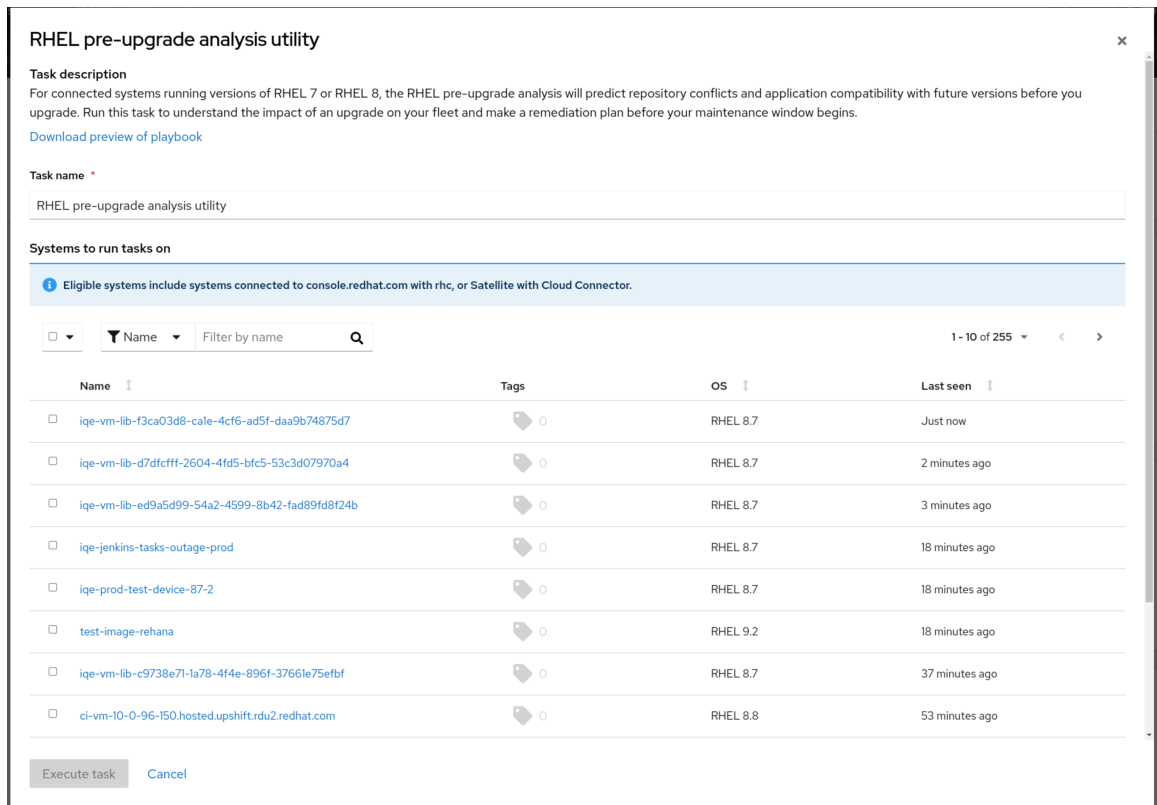 RHEL pre-upgrade analysis utility
Task description
For connected systems running versions of RHEL 7 or RHEL 8, the RHEL pre-upgrade analysis will predict repository conflicts and application compatibility with future versions before you
upgrade. Run this task to understand the impact of an upgrade on your fleet and make a remediation plan before your maintenance window begins.
Download preview of playbook
Task name *
RHEL pre-upgrade analysis utility
Systems to run tasks on
Eligible systems include systems connected to console.redhat.com with rhc, or Satellite with Cloud Connector.
Name Filter by name 1 - 10 of 255
Name Tags OS Last seen
iqe-vm-lib-f3ca03d8-ca1e-4cf6-ad5f-daa9b74875d7 0 RHEL 8.7 Just now
iqe-vm-lib-d7dfcfff-2604-4fd5-bfc5-53c3d07970a4 0 RHEL 8.7 2 minutes ago
iqe-vm-lib-ed9a5d99-54a2-4599-8b42-fad89fd8f24b 0 RHEL 8.7 3 minutes ago
iqe-jenkins-tasks-outage-prod 0 RHEL 8.7 18 minutes ago
iqe-prod-test-device-87-2 0 RHEL 8.7 18 minutes ago
test-image-rehana 0 RHEL 9.2 18 minutes ago
iqe-vm-lib-c9738e71-1a78-4f4e-896f-37661e75efbf 0 RHEL 8.7 37 minutes ago
ci-vm-10-0-96-150.hosted.upshift.rdu2.redhat.com 0 RHEL 8.8 53 minutes ago
Execute task Cancel